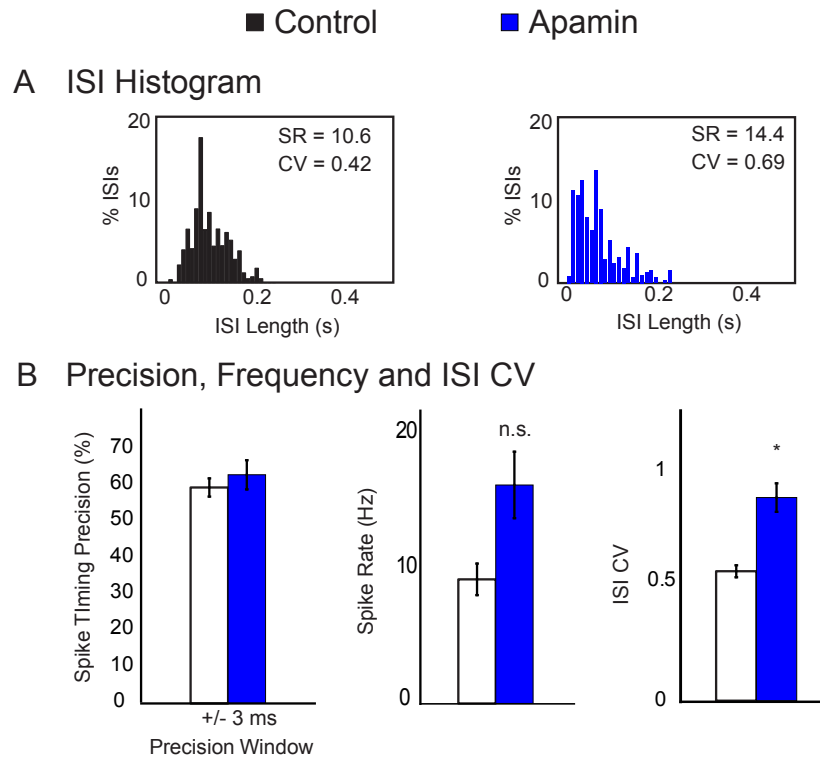 Control
Apamin
A ISI Histogram
20
10
0
% ISIs
SR = 10.6
CV = 0.42
0
0.2
0.4
ISI Length (s)
20
10
0
% ISIs
SR = 14.4
CV = 0.69
0
0.2
0.4
ISI Length (s)
B Precision, Frequency and ISI CV
Spike TIming Precision (%)
70
60
50
40
30
20
10
0
+/- 3 ms
Precision Window
Spike Rate (Hz)
20
10
0
n.s.
ISI CV
1
0.5
0
*